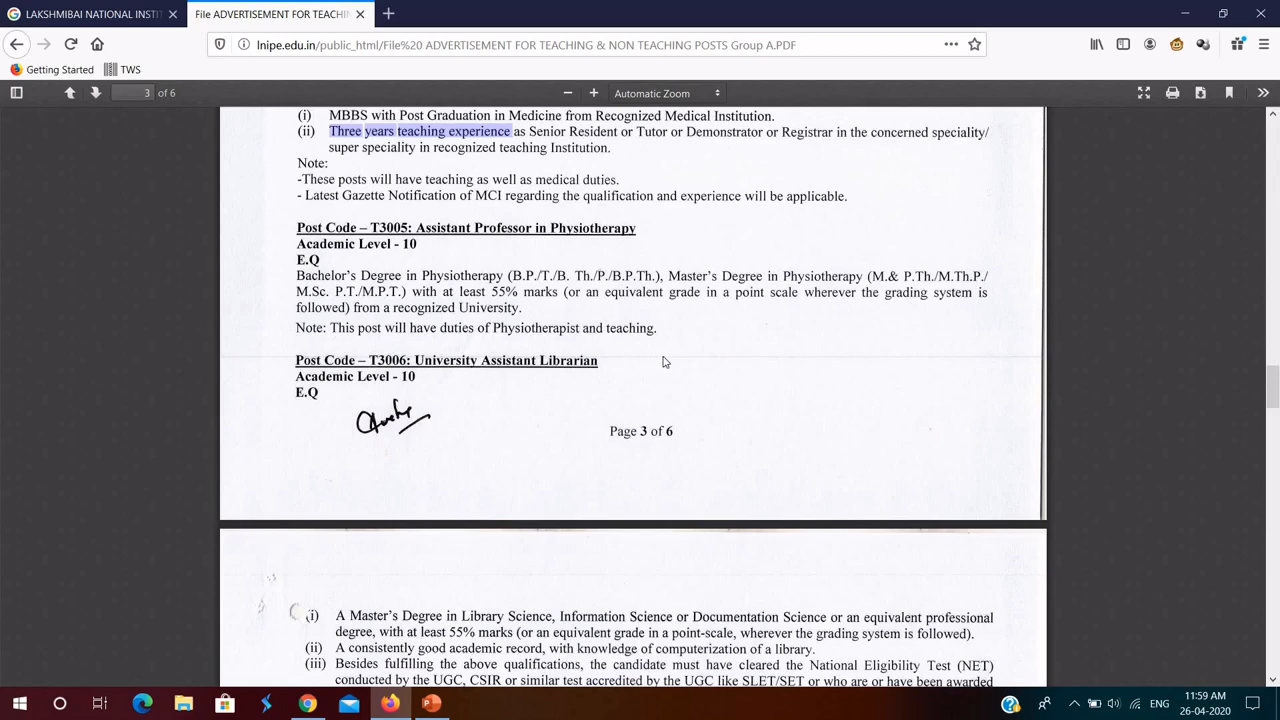 LAKSHMIBAI NATIONAL INSTIT
File ADVERTISEMENT FOR TEACHIN
lnipe.edu.in/public_html/File%20 ADVERTISEMENT FOR TEACHING & NON TEACHING POSTS Group A.PDF
Getting Started
TWS
3 of 6
Automatic Zoom
(i) MBBS with Post Graduation in Medicine from Recognized Medical Institution.
(ii) Three years teaching experience as Senior Resident or Tutor or Demonstrator or Registrar in the concerned speciality/
super speciality in recognized teaching Institution.
Note:
-These posts will have teaching as well as medical duties.
- Latest Gazette Notification of MCI regarding the qualification and experience will be applicable.
Post Code – T3005: Assistant Professor in Physiotherapy
Academic Level - 10
E.Q
Bachelor's Degree in Physiotherapy (B.P./T./B. Th./P./B.P.Th.), Master's Degree in Physiotherapy (M.& P.Th./M.Th.P./
M.Sc. P.T./M.P.T.) with at least 55% marks (or an equivalent grade in a point scale wherever the grading system is
followed) from a recognized University.
Note: This post will have duties of Physiotherapist and teaching.
Post Code – T3006: University Assistant Librarian
Academic Level - 10
E.Q
Page 3 of 6
(i) A Master's Degree in Library Science, Information Science or Documentation Science or an equivalent professional
degree, with at least 55% marks (or an equivalent grade in a point-scale, wherever the grading system is followed).
(ii) A consistently good academic record, with knowledge of computerization of a library.
(iii) Besides fulfilling the above qualifications, the candidate must have cleared the National Eligibility Test (NET)
conducted by the UGC, CSIR or similar test accredited by the UGC like SLET/SET or who are or have been awarded
ENG
11:59 AM
26-04-2020